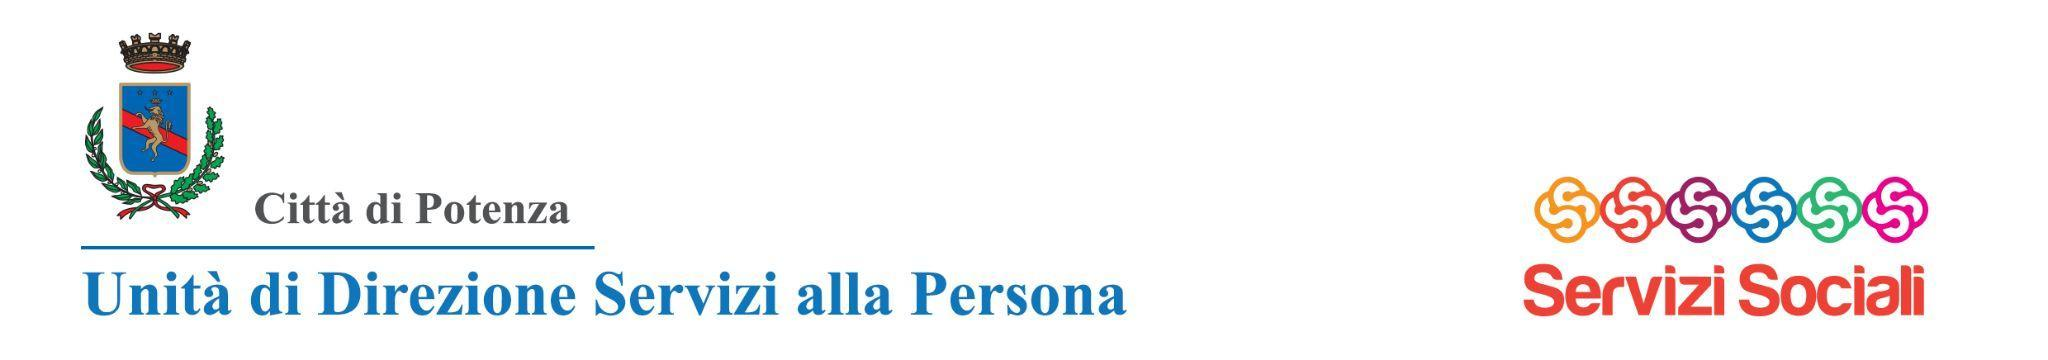 Città di Potenza
Unità di Direzione Servizi alla Persona
Servizi Sociali